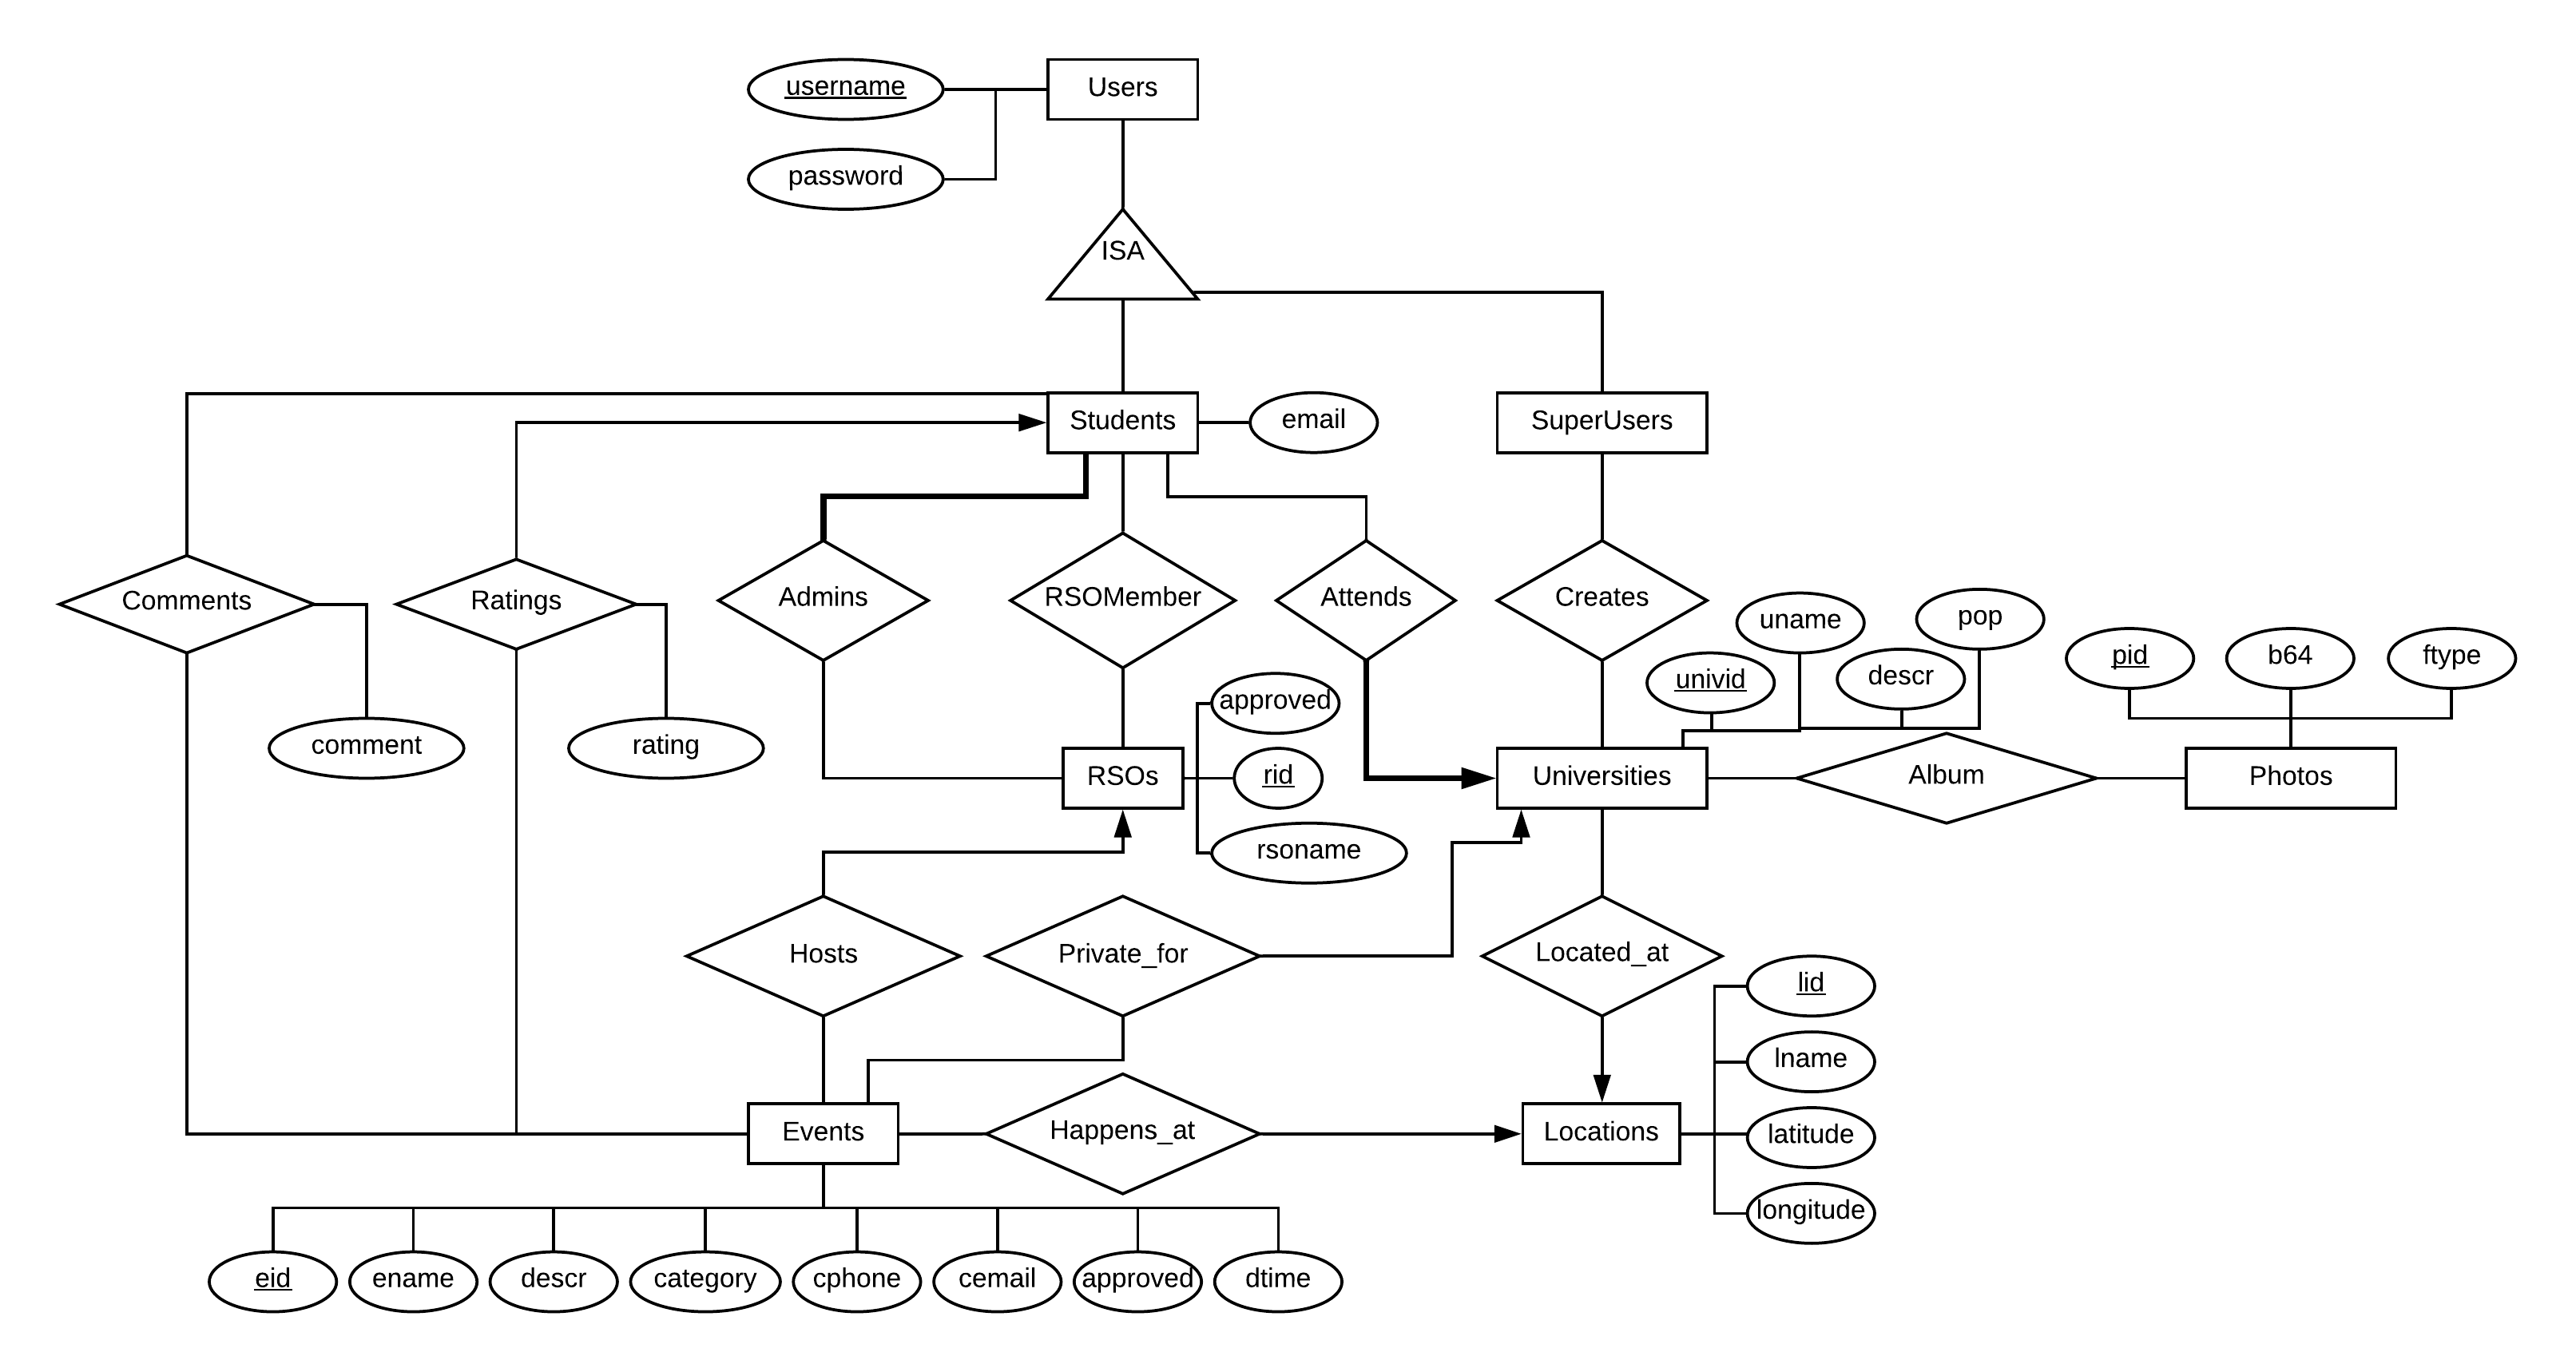 username
Users
password
ISA
Students
email
SuperUsers
Comments
Ratings
Admins
RSOMember
Attends
Creates
uname
pop
univid
descr
pid
b64
ftype
comment
rating
approved
RSOs
rid
rsoname
Universities
Album
Photos
Hosts
Private_for
Located_at
lid
lname
latitude
longitude
Events
Happens_at
Locations
eid
ename
descr
category
cphone
cemail
approved
dtime